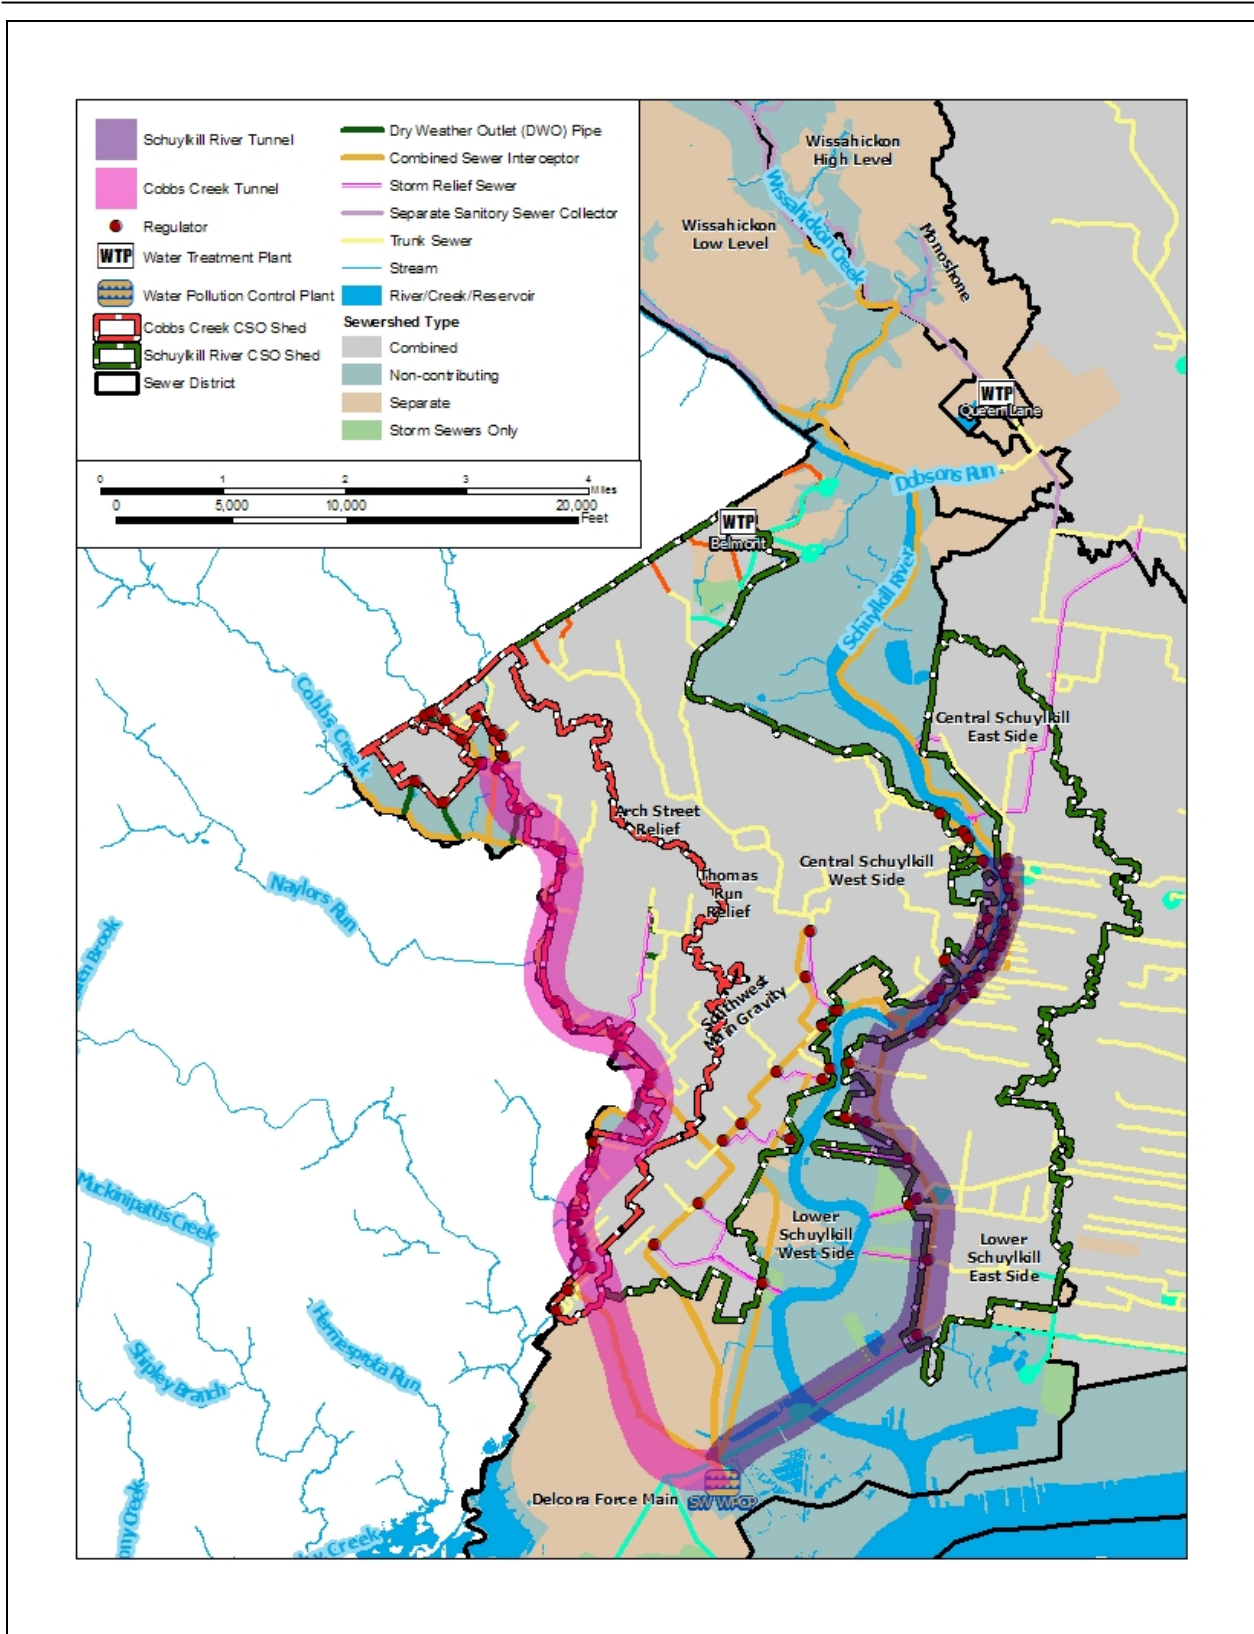 Schuylkill River Tunnel
Cobbs Creek Tunnel
Regulator
WTP Water Treatment Plant
Water Pollution Control Plant
Cobbs Creek CSO Shed
Schuylkill River CSO Shed
Sewer District
Dry Weather Outlet (DWO) Pipe
Combined Sewer Interceptor
Storm Relief Sewer
Separate Sanitary Sewer Collector
Trunk Sewer
Stream
River/Creek/Reservoir
Sewershed Type
Combined
Non-contributing
Separate
Storm Sewers Only
0 1 2 3 4
Miles
0 5,000 10,000 20,000
Feet
Wissahickon
High Level
Wissahickon Creek
Wissahickon
Low Level
Monoshone
WTP
Queen Lane
Dobsons Run
WTP
Belmont
Schuylkill River
Cobbs Creek
Central Schuylkill
East Side
Arch Street
Relief
Central Schuylkill
West Side
Thomas
Run
Relief
Naylors Run
Southwest
Main Gravity
Muckinipattis Creek
Lower
Schuylkill
West Side
Lower
Schuylkill
East Side
Hermesprota Run
Shipley Branch
Delcora Force Main
SW WPCP
Brook
Creek
Creek